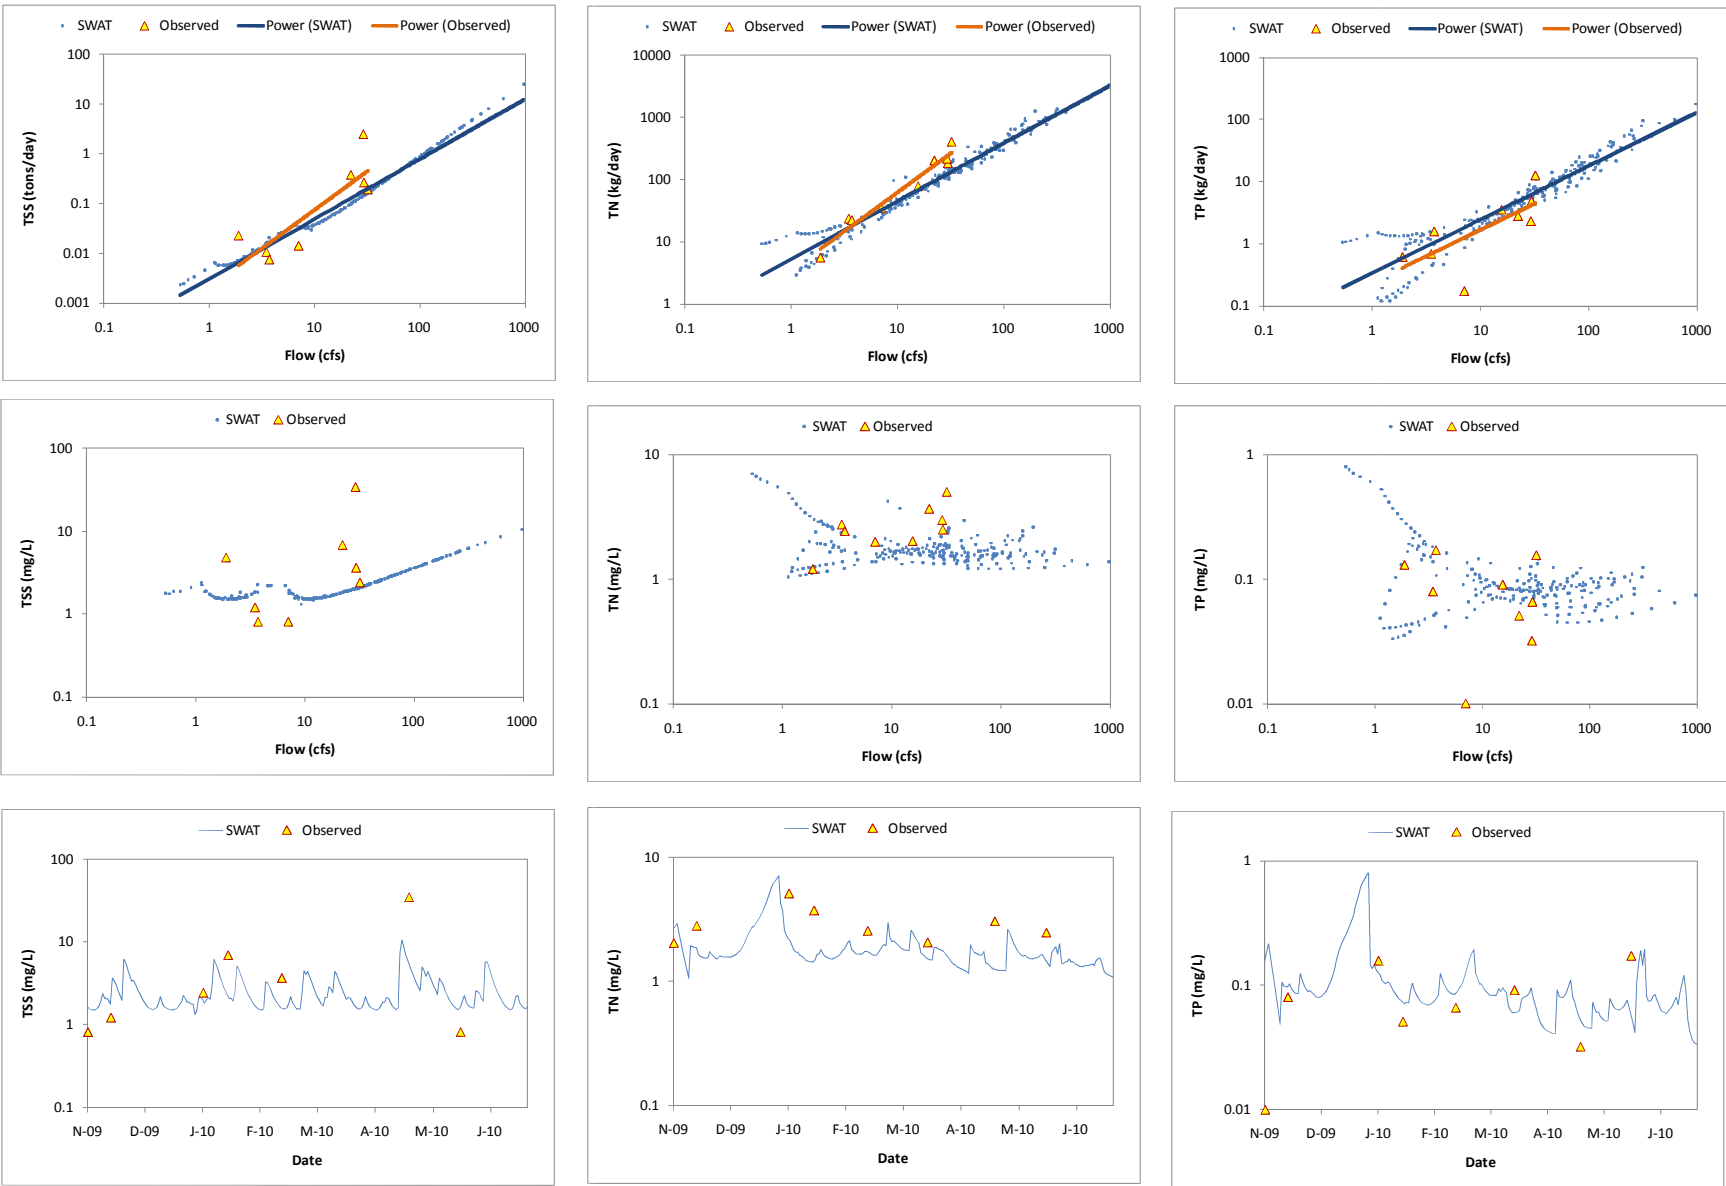 SWAT Observed Power (SWAT) Power (Observed)
100
10
1
0.1
0.01
0.001
0.1 1 10 100 1000
TSS (tons/day)
Flow (cfs)
SWAT Observed Power (SWAT) Power (Observed)
10000
1000
100
10
1
0.1 1 10 100 1000
TN (kg/day)
Flow (cfs)
SWAT Observed Power (SWAT) Power (Observed)
1000
100
10
1
0.1
0.1 1 10 100 1000
TP (kg/day)
Flow (cfs)
SWAT Observed
100
10
1
0.1
0.1 1 10 100 1000
TSS (mg/L)
Flow (cfs)
SWAT Observed
10
1
0.1
0.1 1 10 100 1000
TN (mg/L)
Flow (cfs)
SWAT Observed
1
0.1
0.01
0.1 1 10 100 1000
TP (mg/L)
Flow (cfs)
SWAT Observed
100
10
1
0.1
N-09 D-09 J-10 F-10 M-10 A-10 M-10 J-10
TSS (mg/L)
Date
SWAT Observed
10
1
0.1
N-09 D-09 J-10 F-10 M-10 A-10 M-10 J-10
TN (mg/L)
Date
SWAT Observed
1
0.1
0.01
N-09 D-09 J-10 F-10 M-10 A-10 M-10 J-10
TP (mg/L)
Date